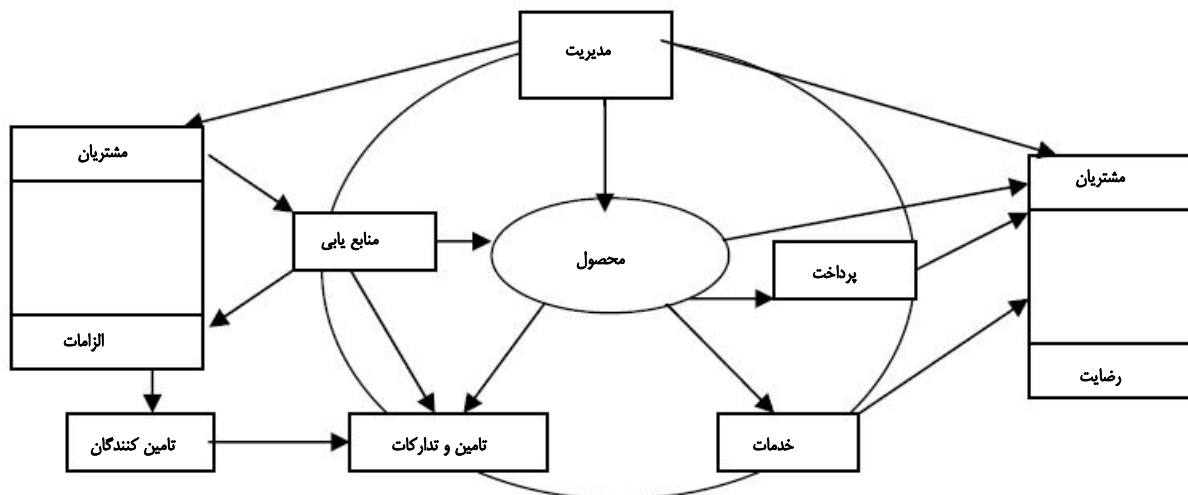 مدیریت
مشتریان
مشتریان
منابع یابی
محصول
پرداخت
الزامات
رضایت
تامین کنندگان
تامین و تدارکات
خدمات